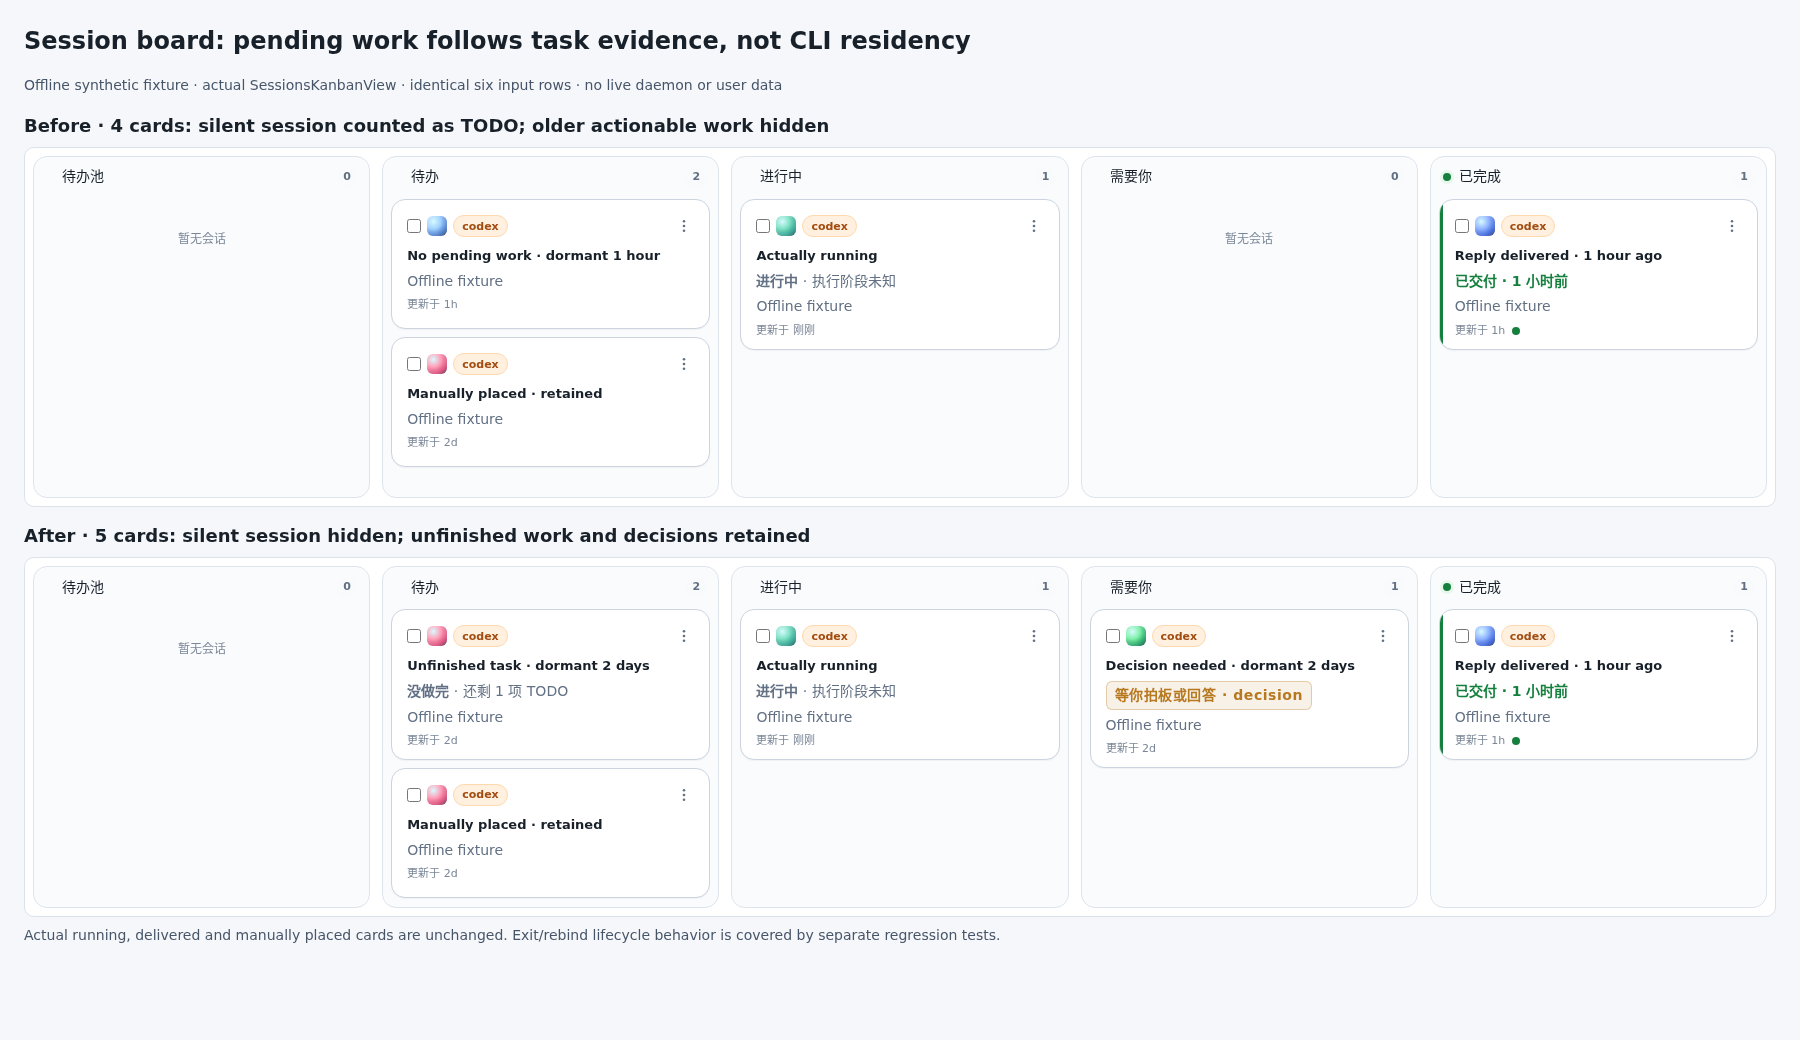 Session board: pending work follows task evidence, not CLI residency
Offline synthetic fixture · actual SessionsKanbanView · identical six input rows · no live daemon or user data
Before · 4 cards: silent session counted as TODO; older actionable work hidden
待办池 0
暂无会话
待办 2
codex
No pending work · dormant 1 hour
Offline fixture
更新于 1h
codex
Manually placed · retained
Offline fixture
更新于 2d
进行中 1
codex
Actually running
进行中 · 执行阶段未知
Offline fixture
更新于 刚刚
需要你 0
暂无会话
已完成 1
codex
Reply delivered · 1 hour ago
已交付 · 1 小时前
Offline fixture
更新于 1h
After · 5 cards: silent session hidden; unfinished work and decisions retained
待办池 0
暂无会话
待办 2
codex
Unfinished task · dormant 2 days
没做完 · 还剩 1 项 TODO
Offline fixture
更新于 2d
codex
Manually placed · retained
Offline fixture
更新于 2d
进行中 1
codex
Actually running
进行中 · 执行阶段未知
Offline fixture
更新于 刚刚
需要你 1
codex
Decision needed · dormant 2 days
等你拍板或回答 · decision
Offline fixture
更新于 2d
已完成 1
codex
Reply delivered · 1 hour ago
已交付 · 1 小时前
Offline fixture
更新于 1h
Actual running, delivered and manually placed cards are unchanged. Exit/rebind lifecycle behavior is covered by separate regression tests.